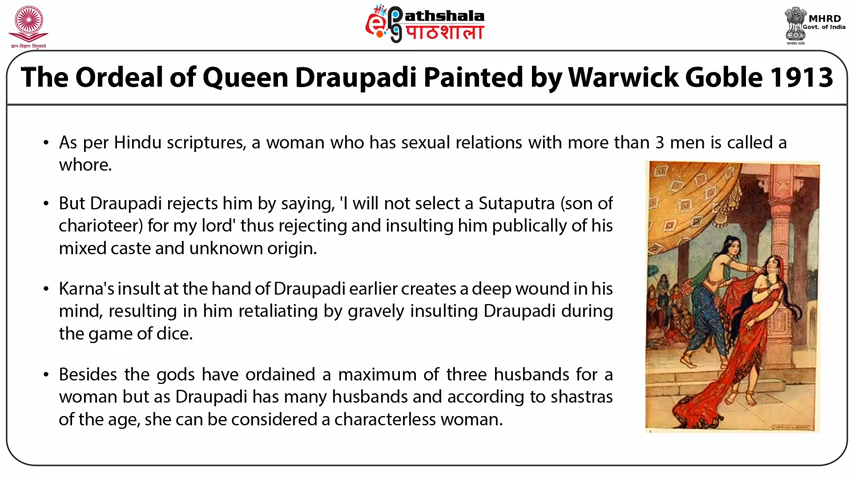 Pathshala
पाठशाला
MHRD
Govt. of India
The Ordeal of Queen Draupadi Painted by Warwick Goble 1913
• As per Hindu scriptures, a woman who has sexual relations with more than 3 men is called a
whore.
• But Draupadi rejects him by saying, 'I will not select a Sutaputra (son of
charioteer) for my lord' thus rejecting and insulting him publically of his
mixed caste and unknown origin.
• Karna's insult at the hand of Draupadi earlier creates a deep wound in his
mind, resulting in him retaliating by gravely insulting Draupadi during
the game of dice.
• Besides the gods have ordained a maximum of three husbands for a
woman but as Draupadi has many husbands and according to shastras
of the age, she can be considered a characterless woman.